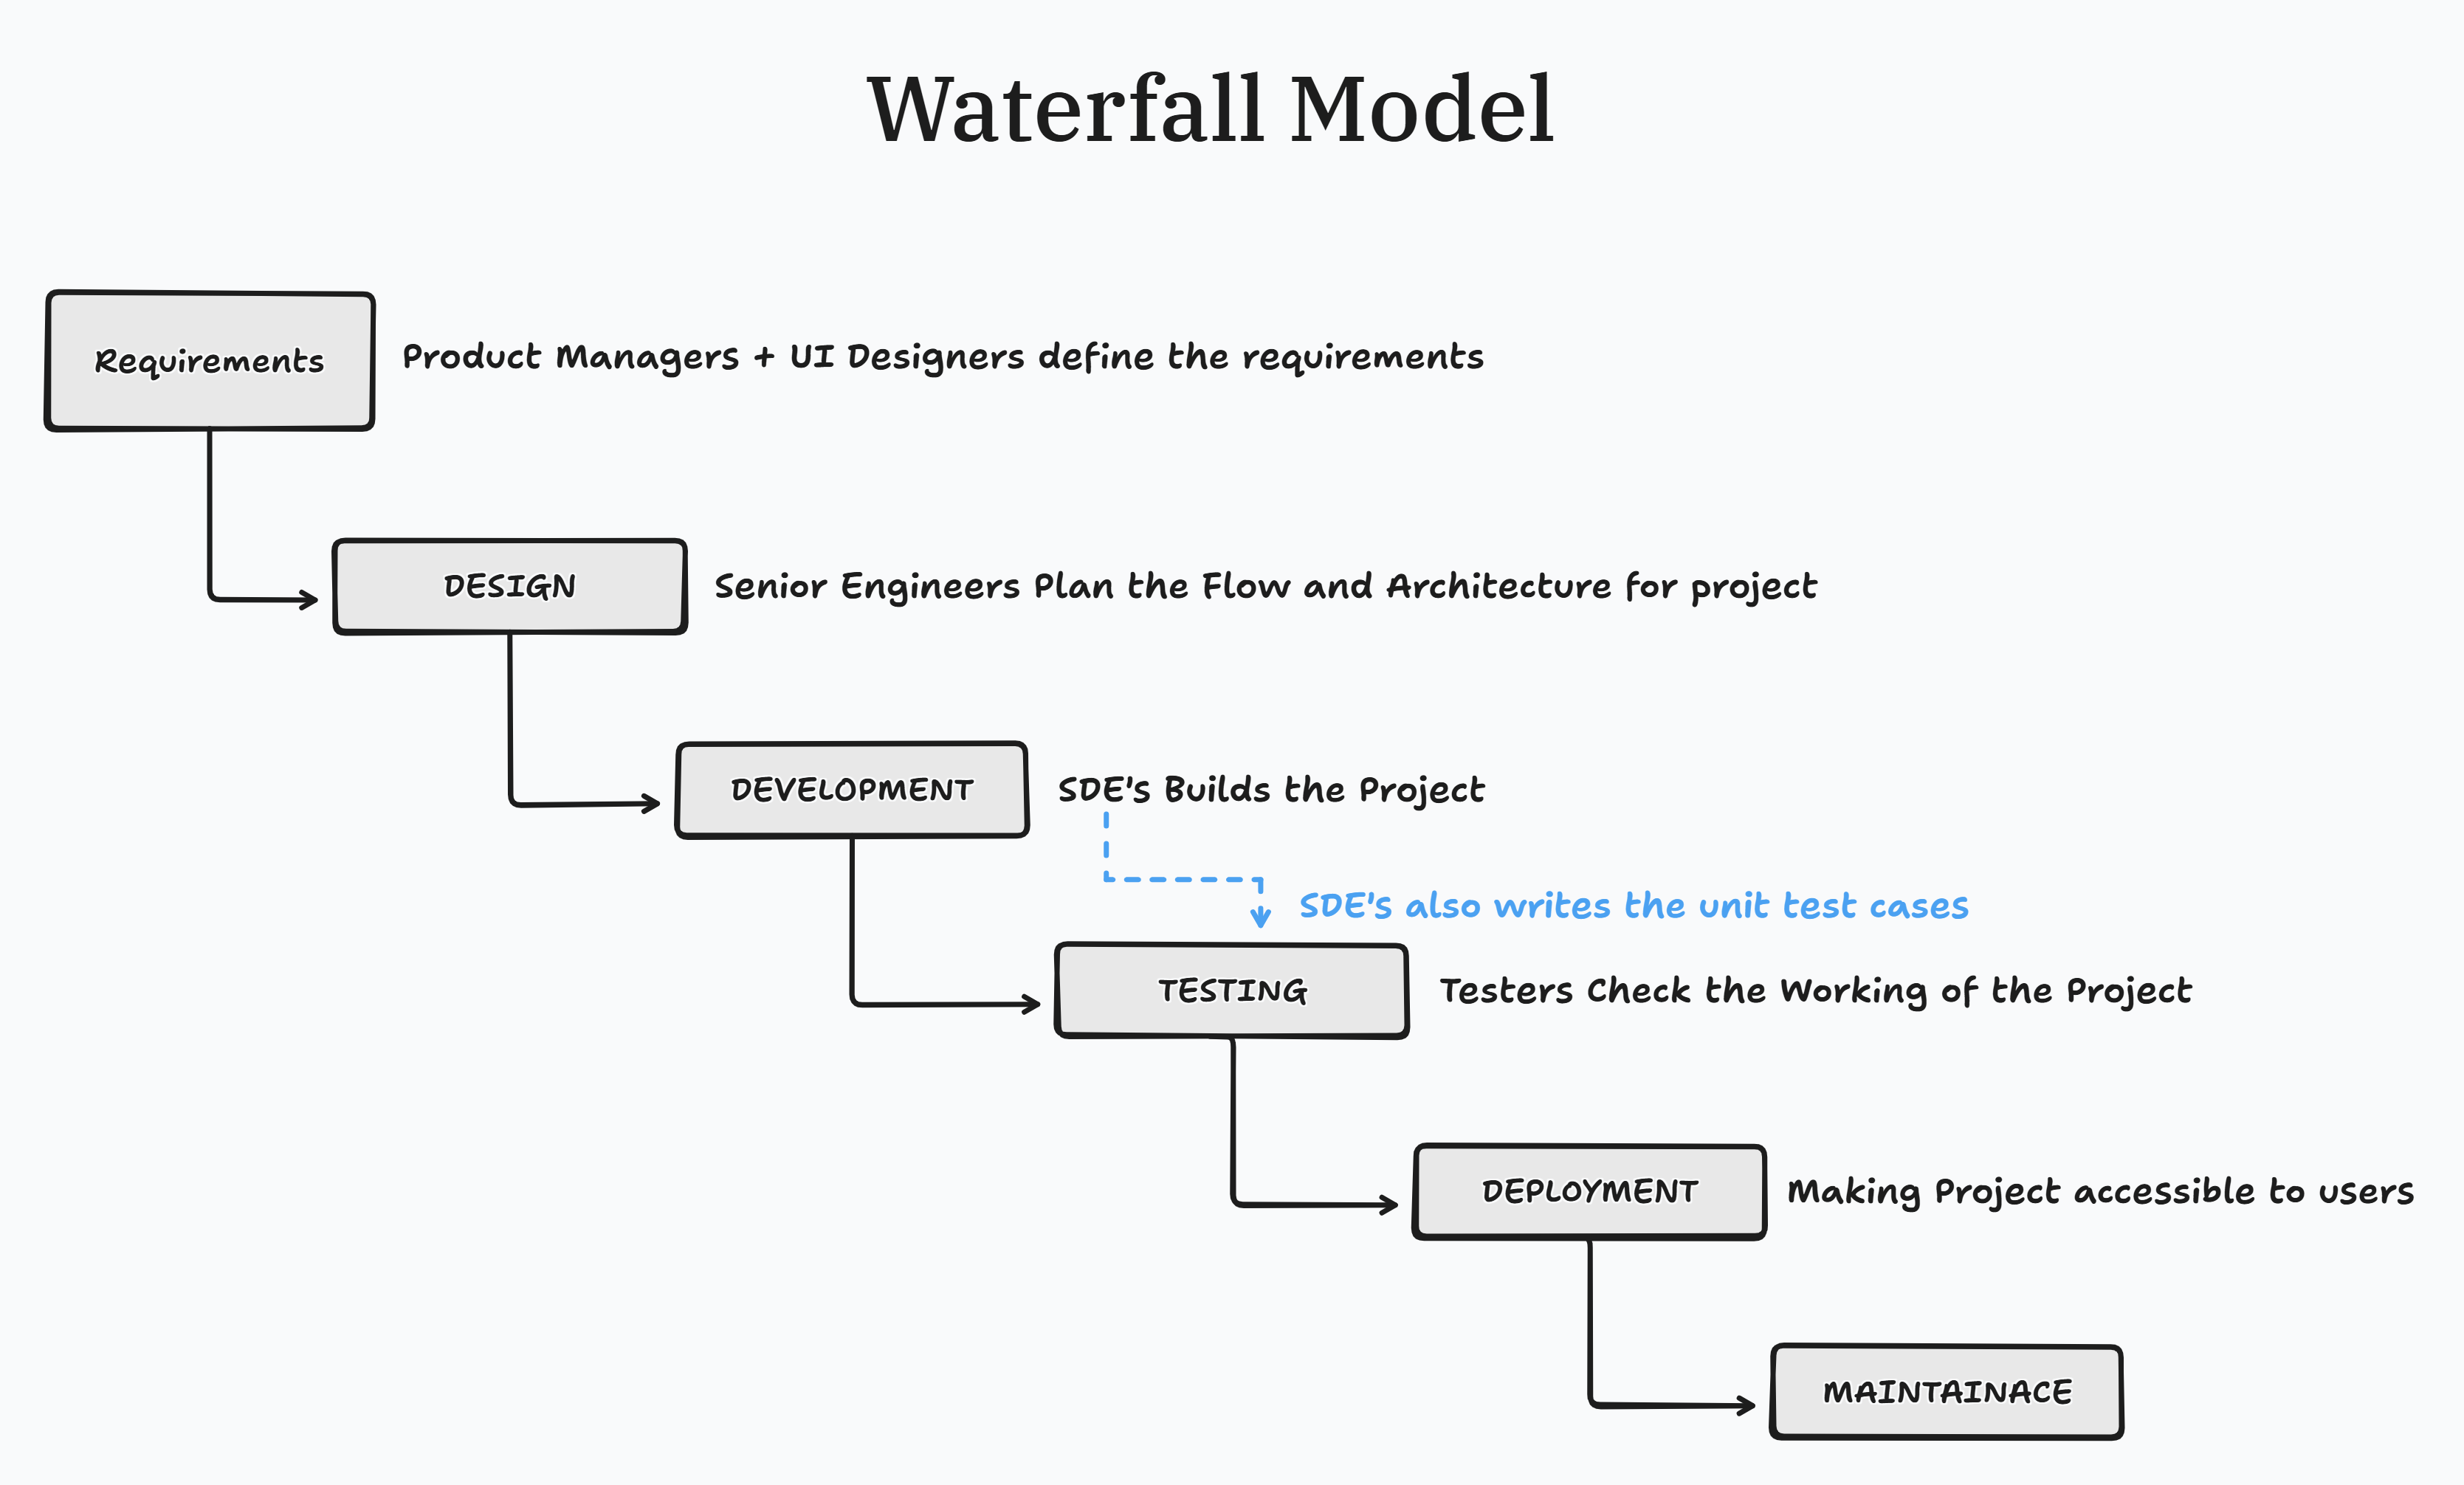 Waterfall Model
Requirements
Product Managers + UI Designers define the requirements
DESIGN
Senior Engineers Plan the Flow and Architecture for project
DEVELOPMENT
SDE's Builds the Project
SDE's also writes the unit test cases
TESTING
Testers Check the Working of the Project
DEPLOYMENT
Making Project accessible to users
MAINTAINACE